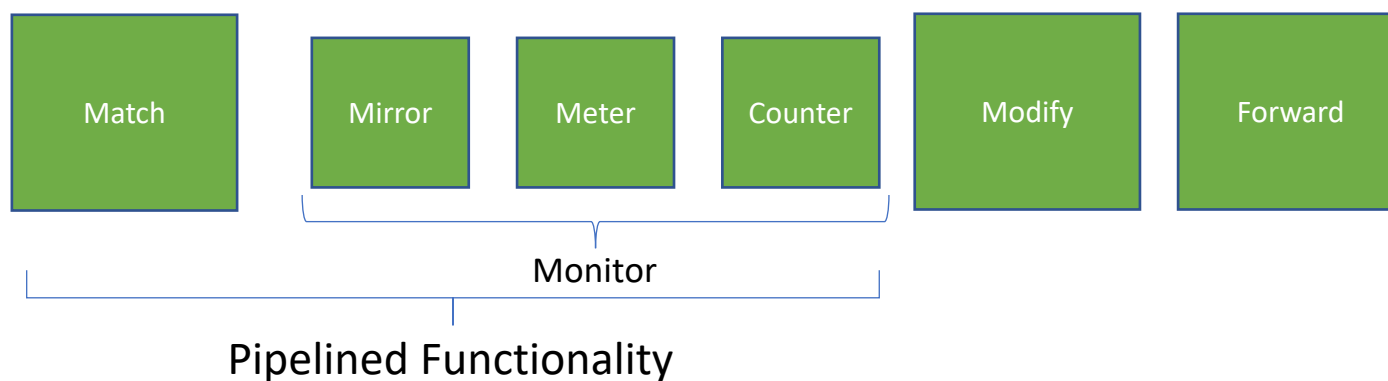 Match
Mirror
Meter
Counter
Modify
Forward
Monitor
Pipelined Functionality